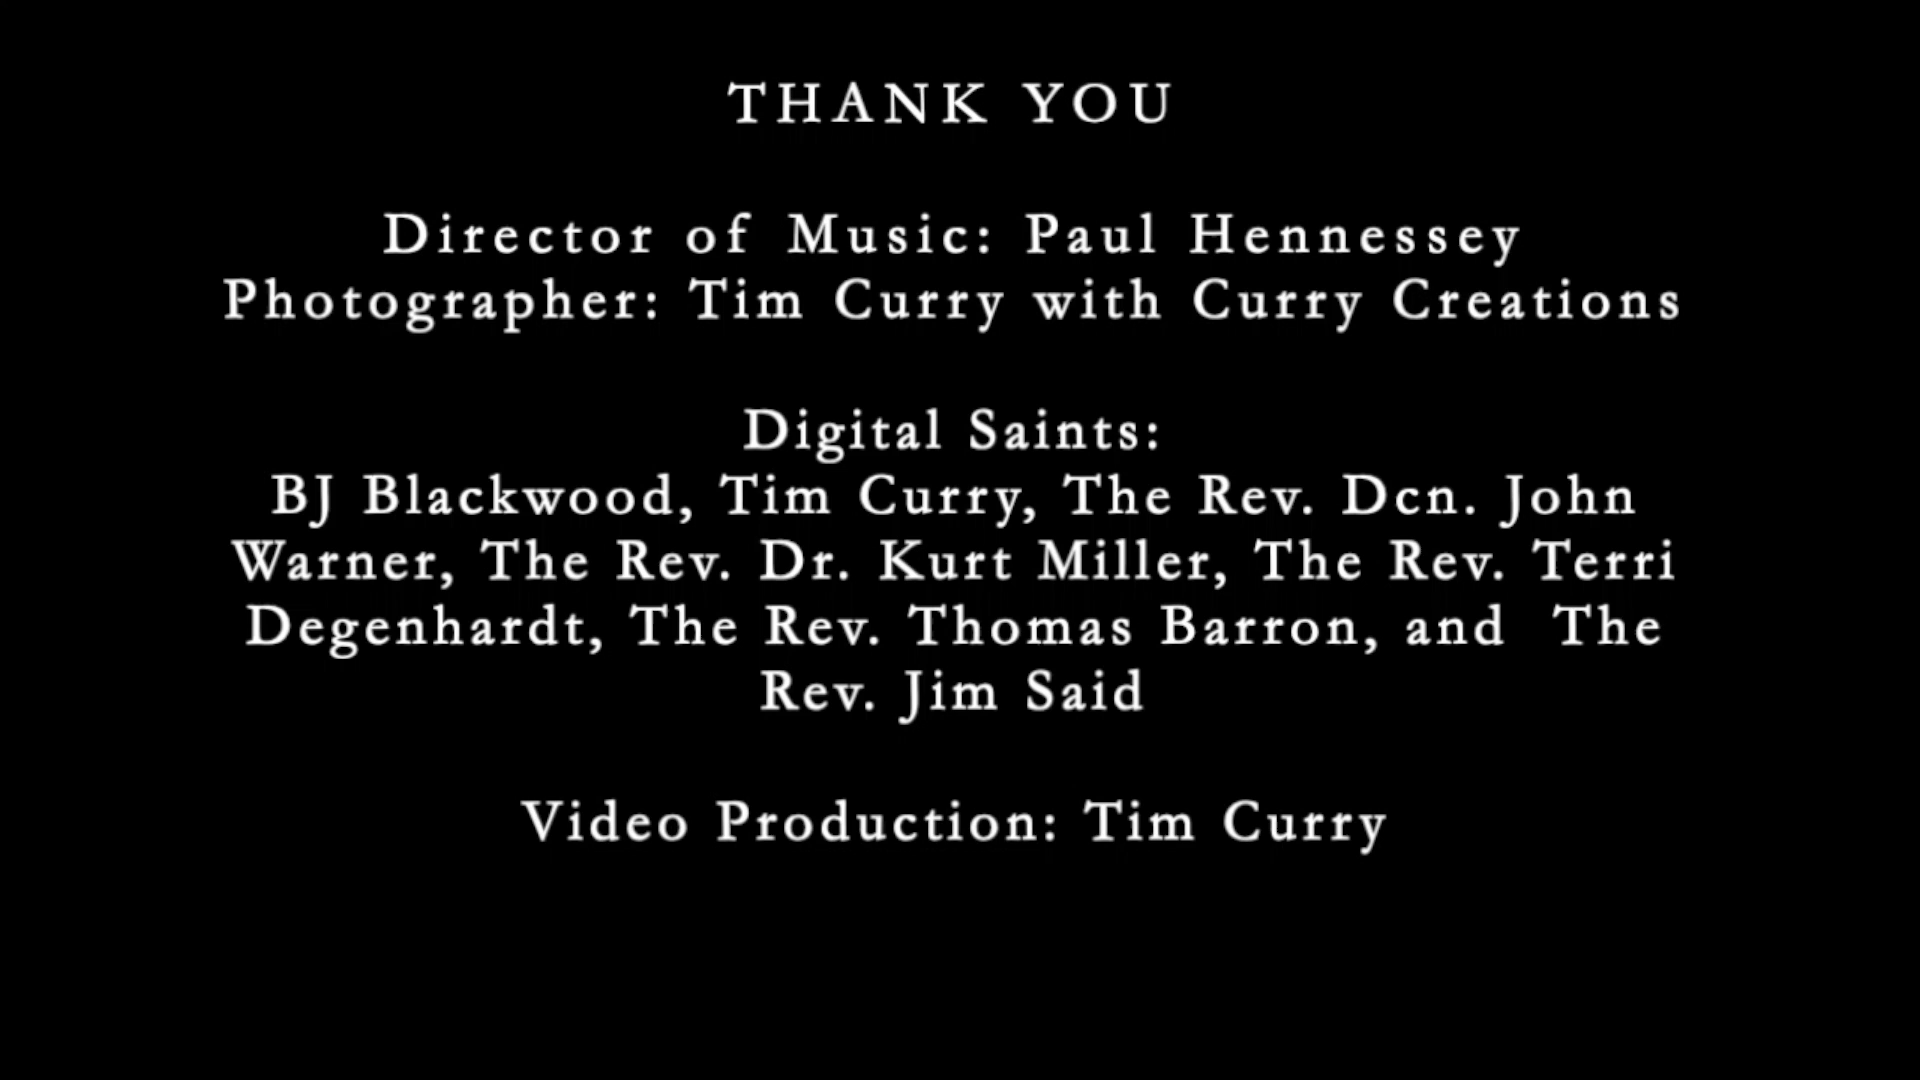 THANK YOU
Director of Music: Paul Hennessey
Photographer: Tim Curry with Curry Creations
Digital Saints:
BJ Blackwood, Tim Curry, The Rev. Dcn. John
Warner, The Rev. Dr. Kurt Miller, The Rev. Terri
Degenhardt, The Rev. Thomas Barron, and The
Rev. Jim Said
Video Production: Tim Curry